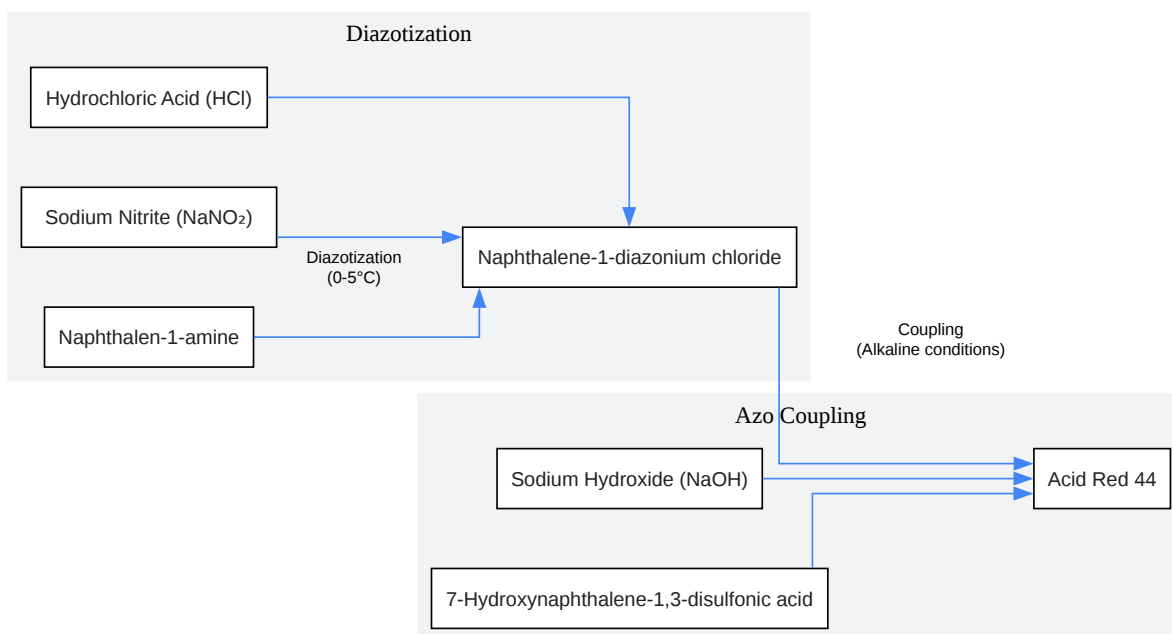 Diazotization
Hydrochloric Acid (HCl)
Sodium Nitrite (NaNO₂)
Diazotization
(0-5°C)
Naphthalene-1-diazonium chloride
Naphthalen-1-amine
Coupling
(Alkaline conditions)
Azo Coupling
Sodium Hydroxide (NaOH)
Acid Red 44
7-Hydroxynaphthalene-1,3-disulfonic acid